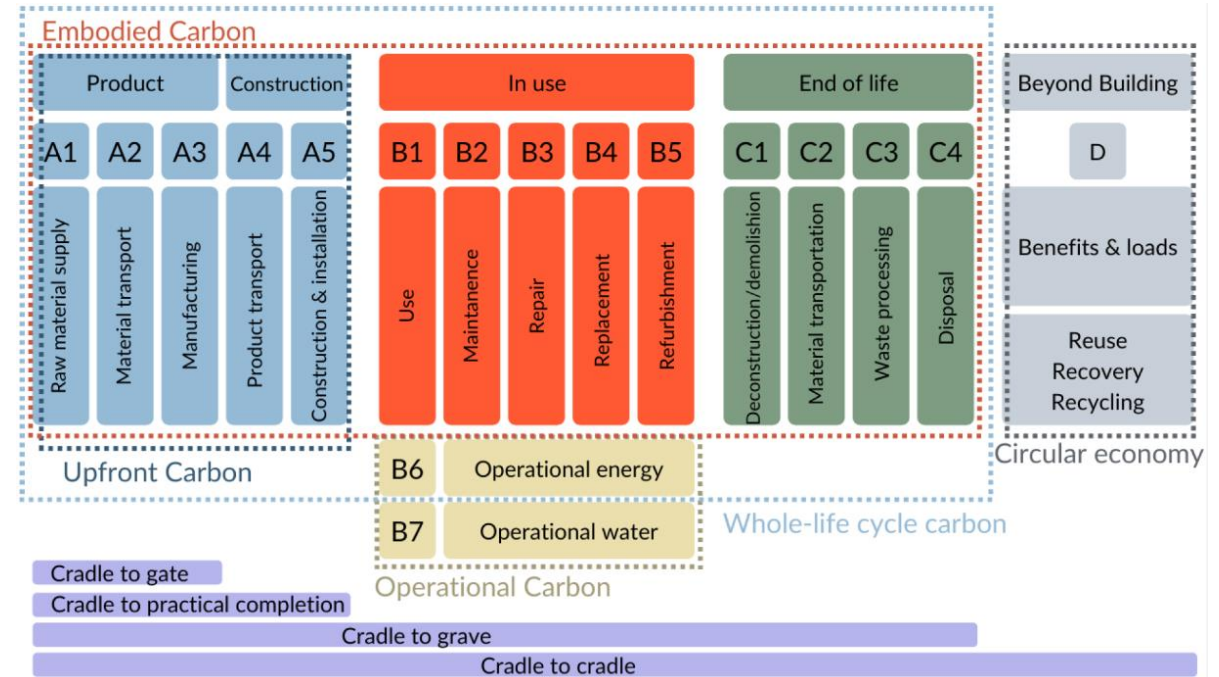 Embodied Carbon
Product
Construction
In use
End of life
Beyond Building
A1
A2
A3
A4
A5
B1
B2
B3
B4
B5
C1
C2
C3
C4
D
Raw material supply
Material transport
Manufacturing
Product transport
Construction & installation
Use
Maintanence
Repair
Replacement
Refurbishment
Deconstruction/demolishion
Material transportation
Waste processing
Disposal
Benefits & loads
Reuse
Recovery
Recycling
Circular economy
Upfront Carbon
B6
Operational energy
B7
Operational water
Whole-life cycle carbon
Operational Carbon
Cradle to gate
Cradle to practical completion
Cradle to grave
Cradle to cradle